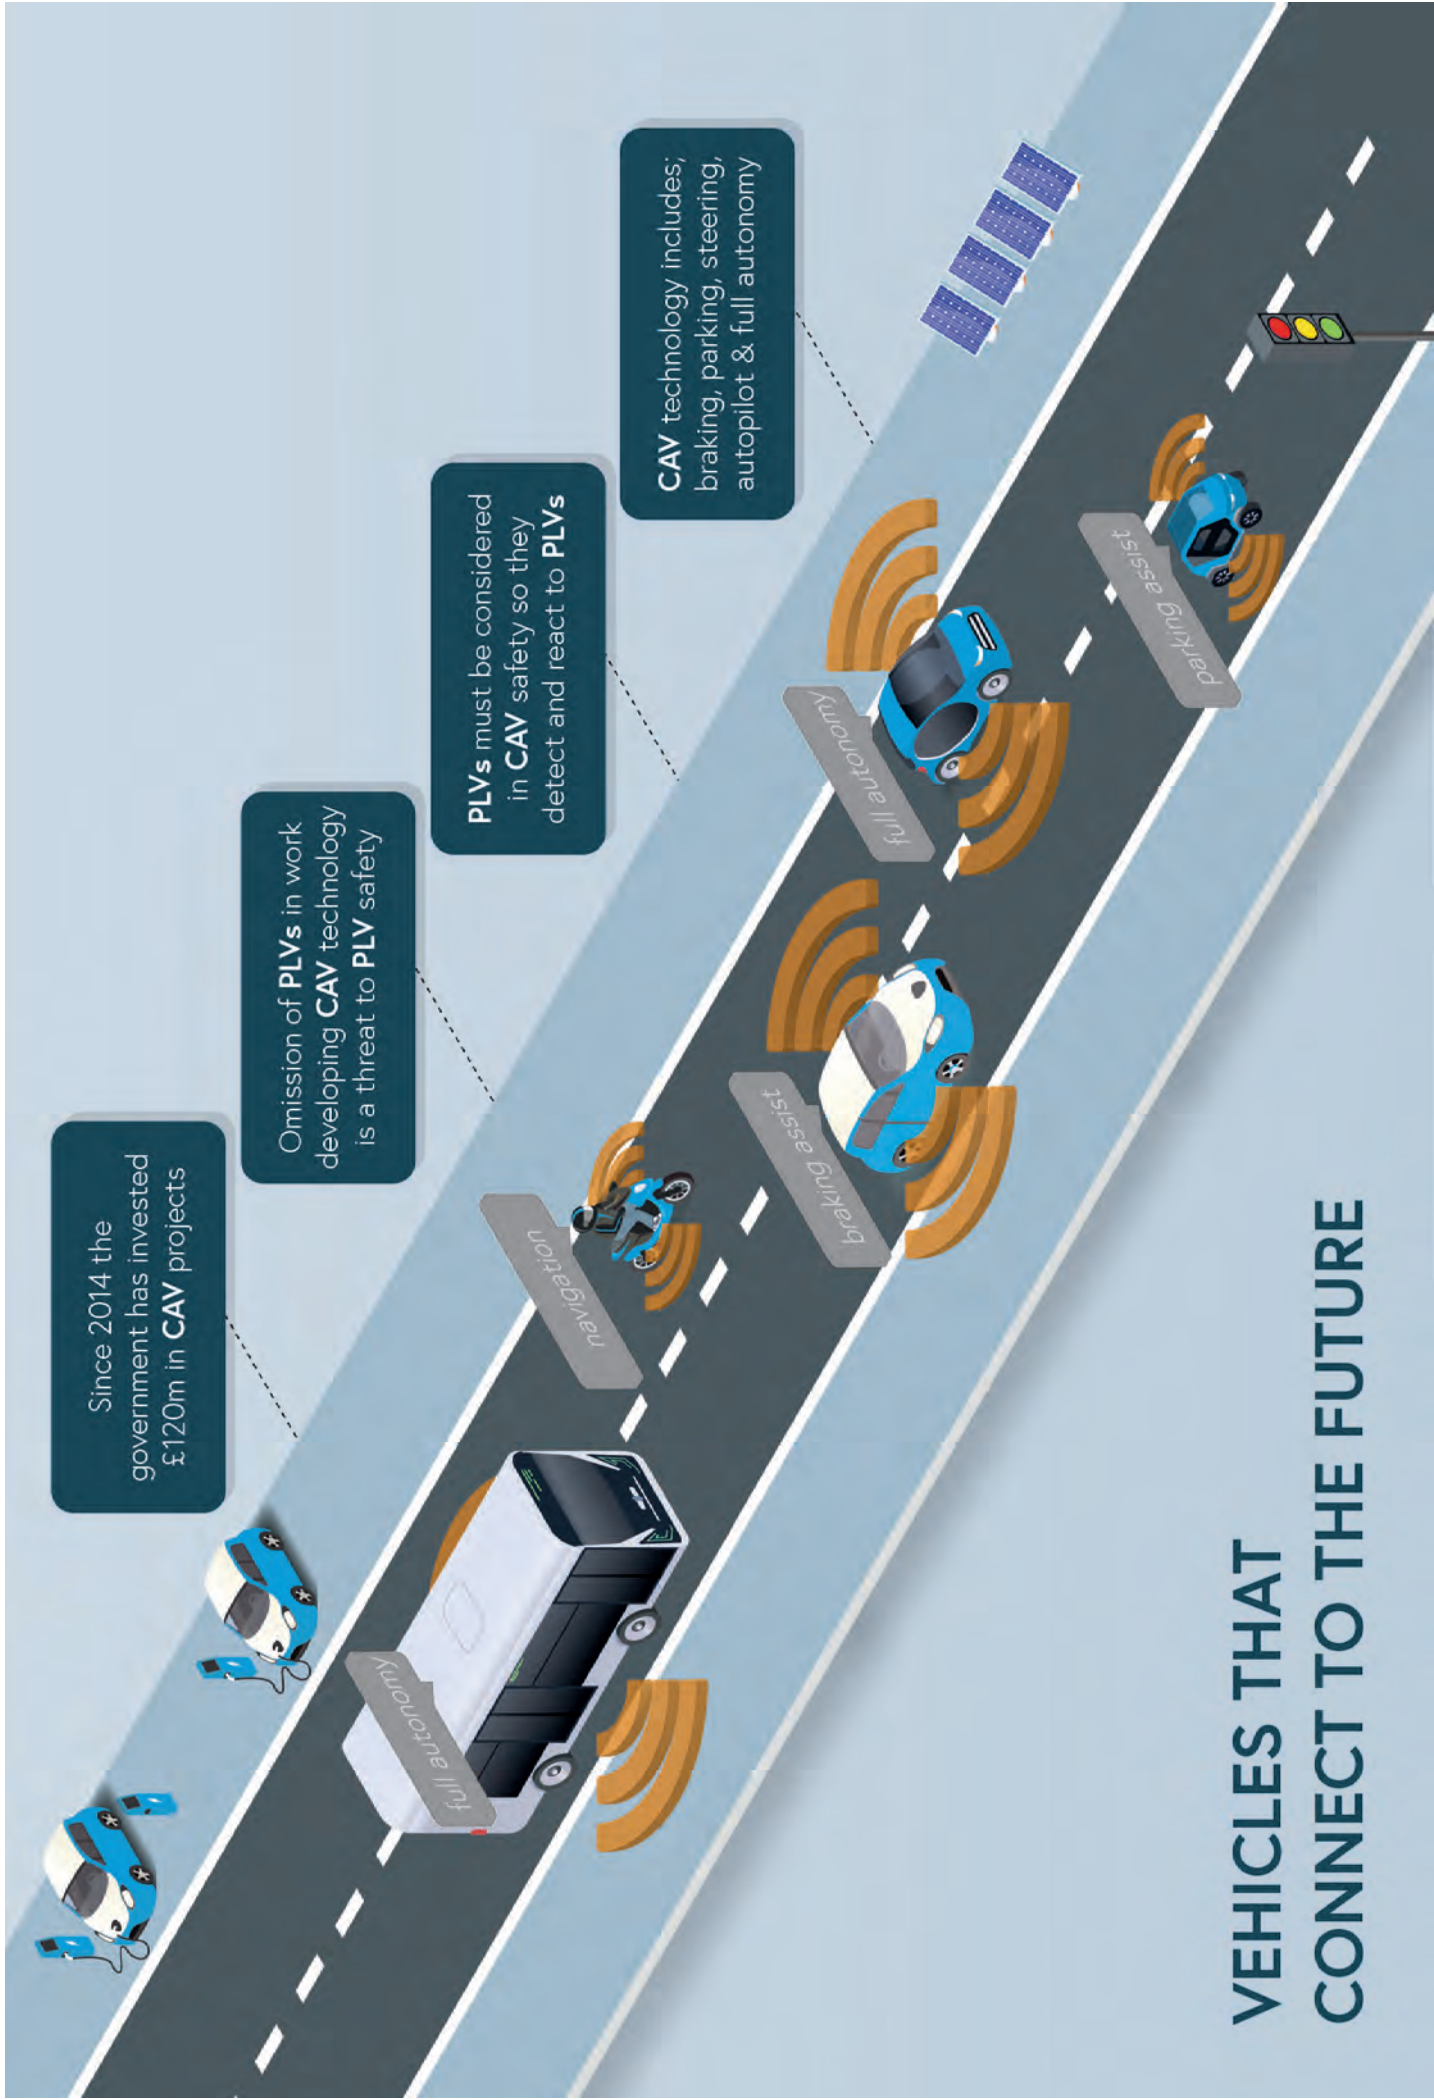 Since 2014 the
government has invested
£120m in CAV projects
Omission of PLVs in work
developing CAV technology
is a threat to PLV safety
PLVs must be considered
in CAV safety so they
detect and react to PLVs
CAV technology includes;
braking, parking, steering,
autopilot & full autonomy
full autonomy
navigation
braking assist
full autonomy
parking assist
VEHICLES THAT
CONNECT TO THE FUTURE